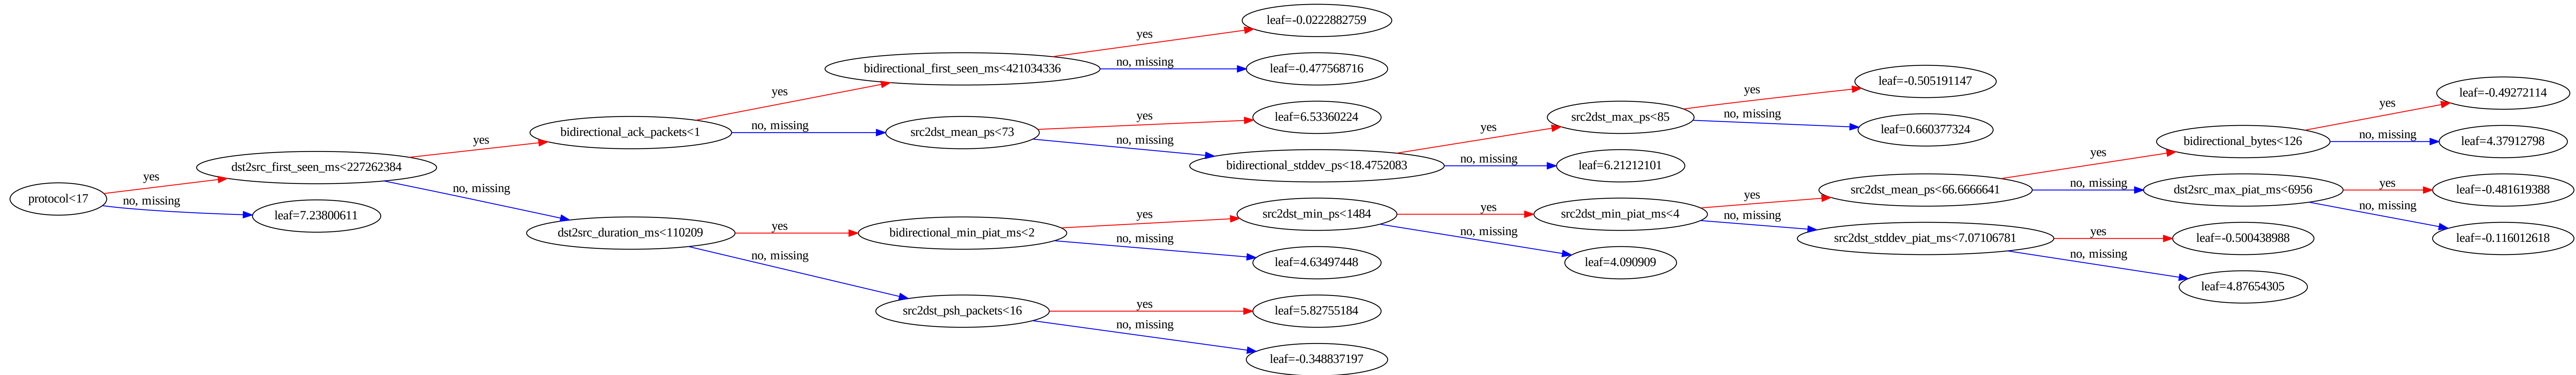 protocol<17
yes
no, missing
dst2src_first_seen_ms<227262384
leaf=7.23800611
yes
no, missing
bidirectional_ack_packets<1
dst2src_duration_ms<110209
yes
no, missing
yes
no, missing
bidirectional_first_seen_ms<421034336
src2dst_mean_ps<73
bidirectional_min_piat_ms<2
src2dst_psh_packets<16
yes
no, missing
yes
no, missing
yes
no, missing
yes
no, missing
leaf=-0.0222882759
leaf=-0.477568716
leaf=6.53360224
bidirectional_stddev_ps<18.4752083
src2dst_min_ps<1484
leaf=4.63497448
leaf=5.82755184
leaf=-0.348837197
yes
no, missing
yes
no, missing
src2dst_max_ps<85
leaf=6.21212101
src2dst_min_piat_ms<4
leaf=4.090909
yes
no, missing
yes
no, missing
leaf=-0.505191147
leaf=0.660377324
src2dst_mean_ps<66.6666641
src2dst_stddev_piat_ms<7.07106781
yes
no, missing
yes
no, missing
bidirectional_bytes<126
dst2src_max_piat_ms<6956
leaf=-0.500438988
leaf=4.87654305
yes
no, missing
yes
no, missing
leaf=-0.49272114
leaf=4.37912798
leaf=-0.481619388
leaf=-0.116012618